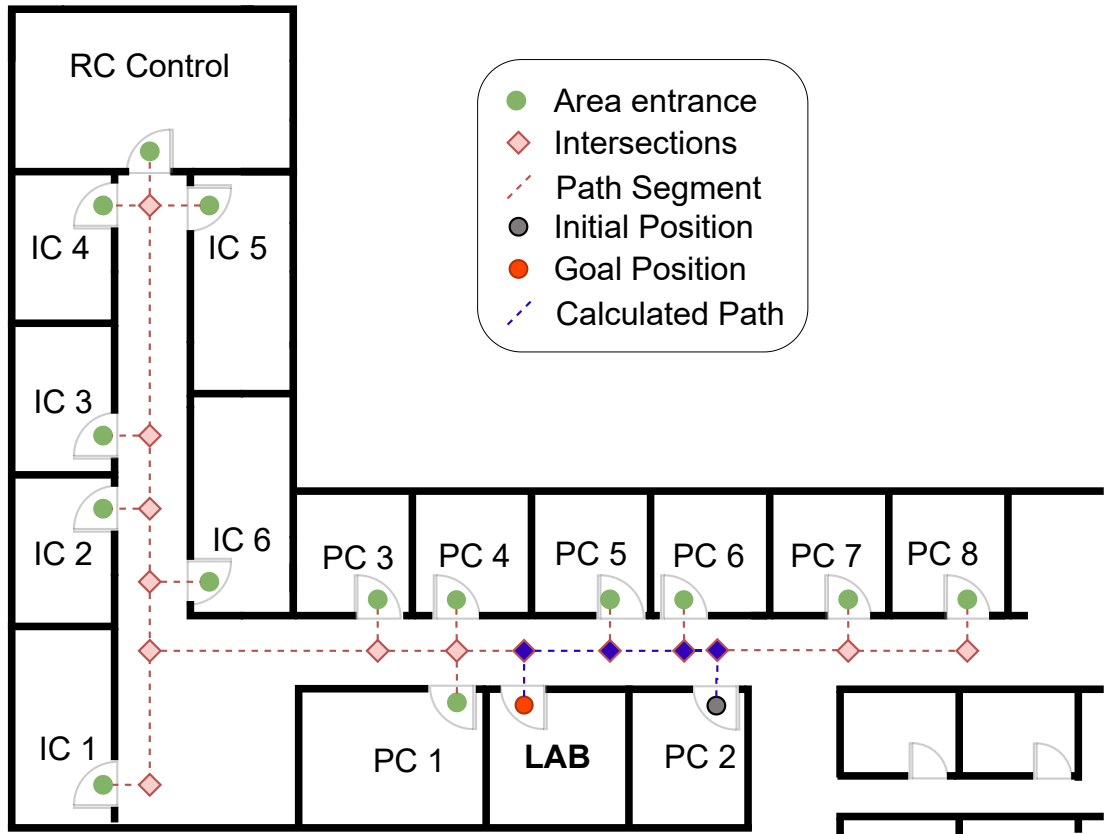 RC Control
Area entrance
Intersections
Path Segment
Initial Position
Goal Position
Calculated Path
IC 4
IC 5
IC 3
IC 2
IC 6
PC 3
PC 4
PC 5
PC 6
PC 7
PC 8
IC 1
PC 1
LAB
PC 2